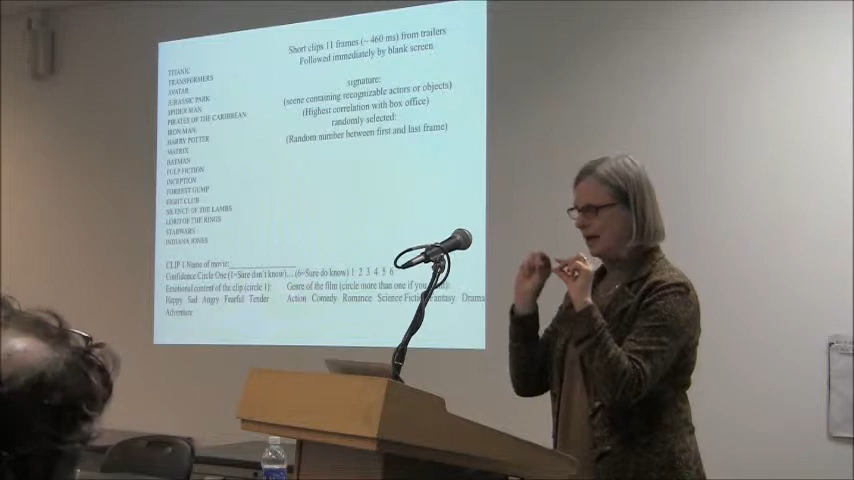 Short clips 11 frames (~ 460 ms) from trailers
Followed immediately by blank screen
signature:
(scene containing recognizable actors or objects)
(Highest correlation with box office)
randomly selected:
(Random number between first and last frame)
TITANIC
TRANSFORMERS
AVATAR
JURASSIC PARK
SPIDER MAN
PIRATES OF THE CARIBEAN
IRON MAN
HARRY POTTER
MATRIX
BATMAN
PULP FICTION
INCEPTION
FORREST GUMP
FIGHT CLUB
SILENCE OF THE LAMBS
LORD OF THE RINGS
STARWARS
INDIANA JONES
CLIP 1 Name of movie:
Confidence Circle One (1=Sure don't know)… (6=Sure do know) 1 2 3 4 5 6
Emotional content of the clip (circle 1): Genre of the film (circle more than one if you
Happy Sad Angry Fearful Tender Action Comedy Romance Science Fiction Fantasy Drama
Adventure